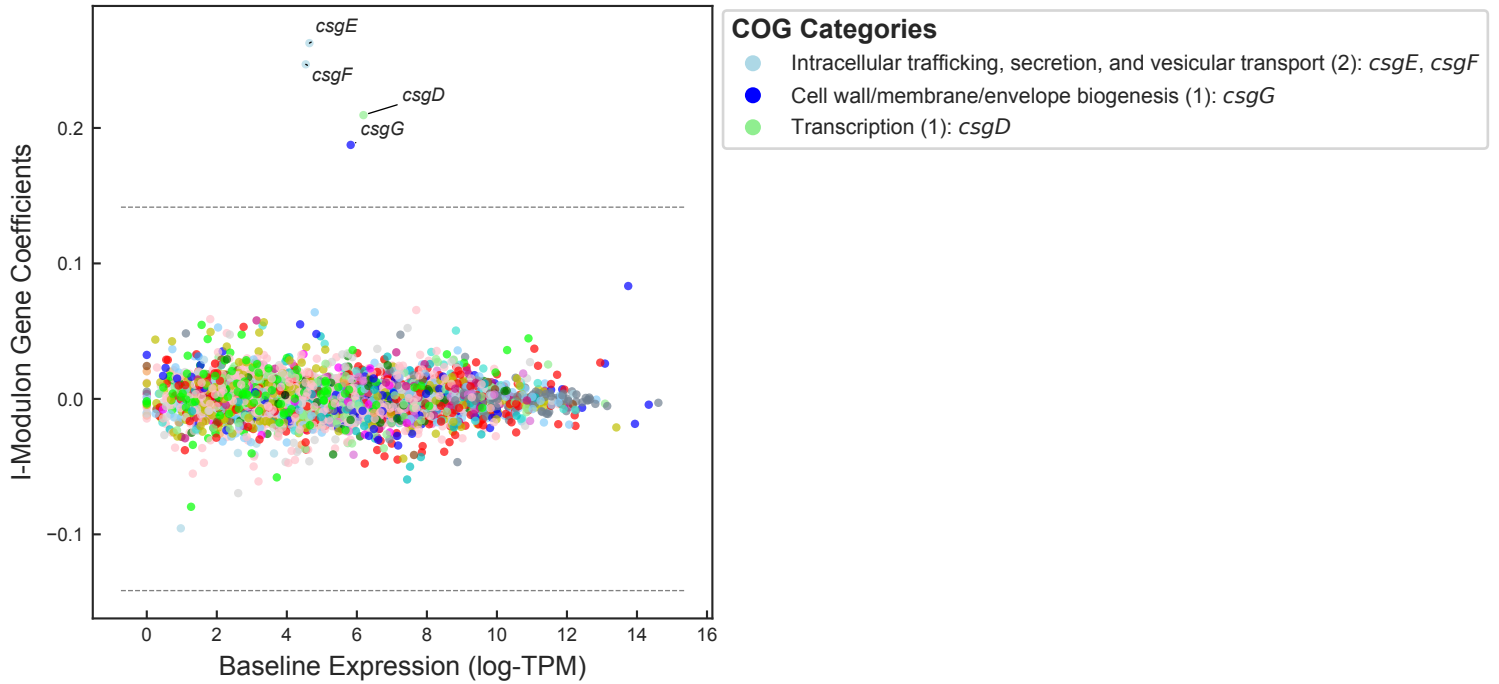 csgE
csgF
csgD
csgG
0.2
0.1
0.0
−0.1
I-Modulon Gene Coefficients
0 2 4 6 8 10 12 14 16
Baseline Expression (log-TPM)
COG Categories
Intracellular trafficking, secretion, and vesicular transport (2): csgE, csgF
Cell wall/membrane/envelope biogenesis (1): csgG
Transcription (1): csgD